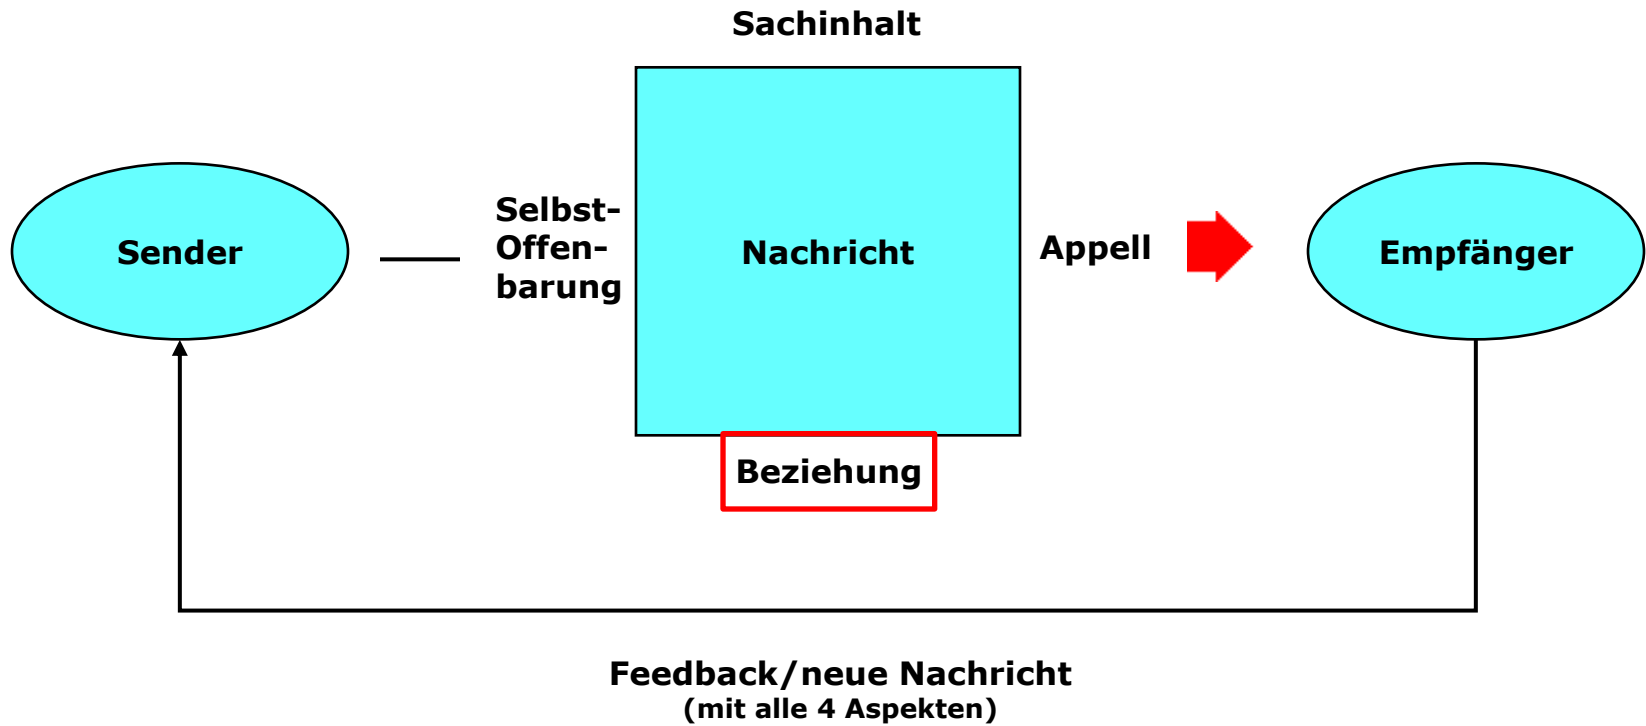 Sachinhalt
Sender
Selbst-
Offen-
barung
Nachricht
Appell
Empfänger
Beziehung
Feedback/neue Nachricht
(mit alle 4 Aspekten)